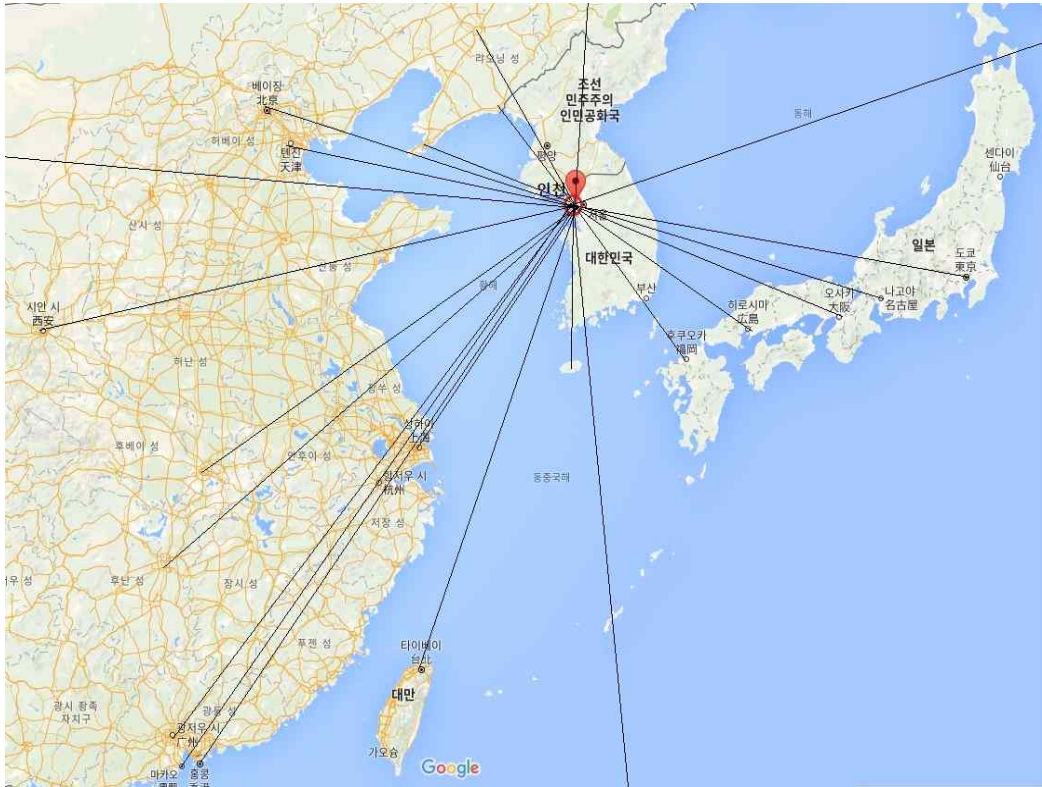 랴오닝 성
베이징
北京
조선
민주주의
인민공화국
동해
허베이 성
톈진
天津
평양
센다이
仙台
인천
서울
산시 성
일본
대한민국
도쿄
東京
산둥 성
황해
부산
나고야
名古屋
오사카
大阪
히로시마
広島
시안 시
西安
후쿠오카
福岡
허난 성
장쑤 성
상하이
上海
후베이 성
안후이 성
항저우 시
杭州
동중국해
저장 성
후난 성
장시 성
푸젠 성
타이베이
台北
대만
광시 좡족
자치구
광둥 성
광저우 시
广州
가오슝
마카오
홍콩
Google